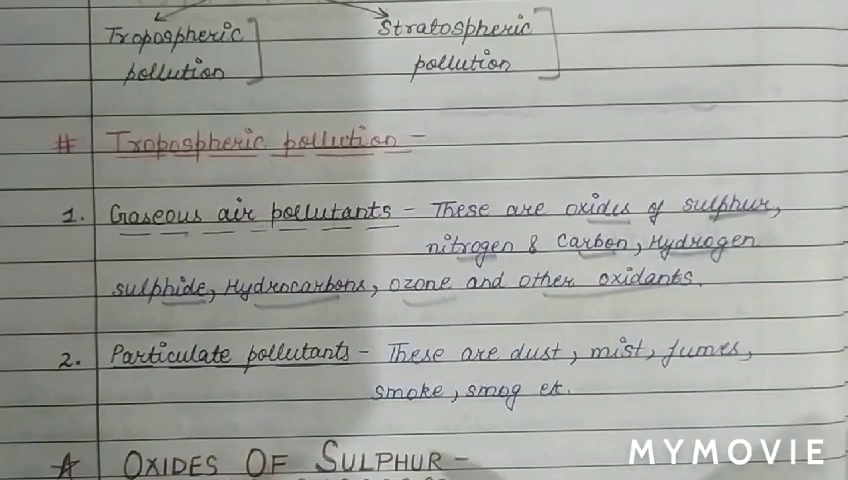 Tropospheric Stratospheric
pollution pollution
# Tropospheric pollution -
1. Gaseous air pollutants - These are oxides of sulphur,
nitrogen & Carbon, Hydrogen
sulphide, Hydrocarbons, ozone and other oxidants.
2. Particulate pollutants - These are dust, mist, fumes,
smoke, smog etc.
OXIDES OF SULPHUR -
MYMOVIE